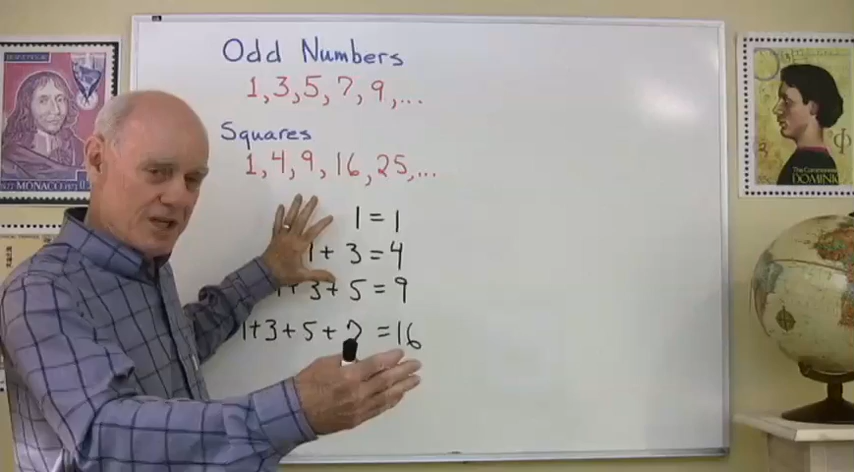 Odd Numbers
1, 3, 5, 7, 9, ...
Squares
1, 4, 9, 16, 25, ...
1 = 1
1 + 3 = 4
1 + 3 + 5 = 9
1 + 3 + 5 + 7 = 16
MONACO
DOMINI